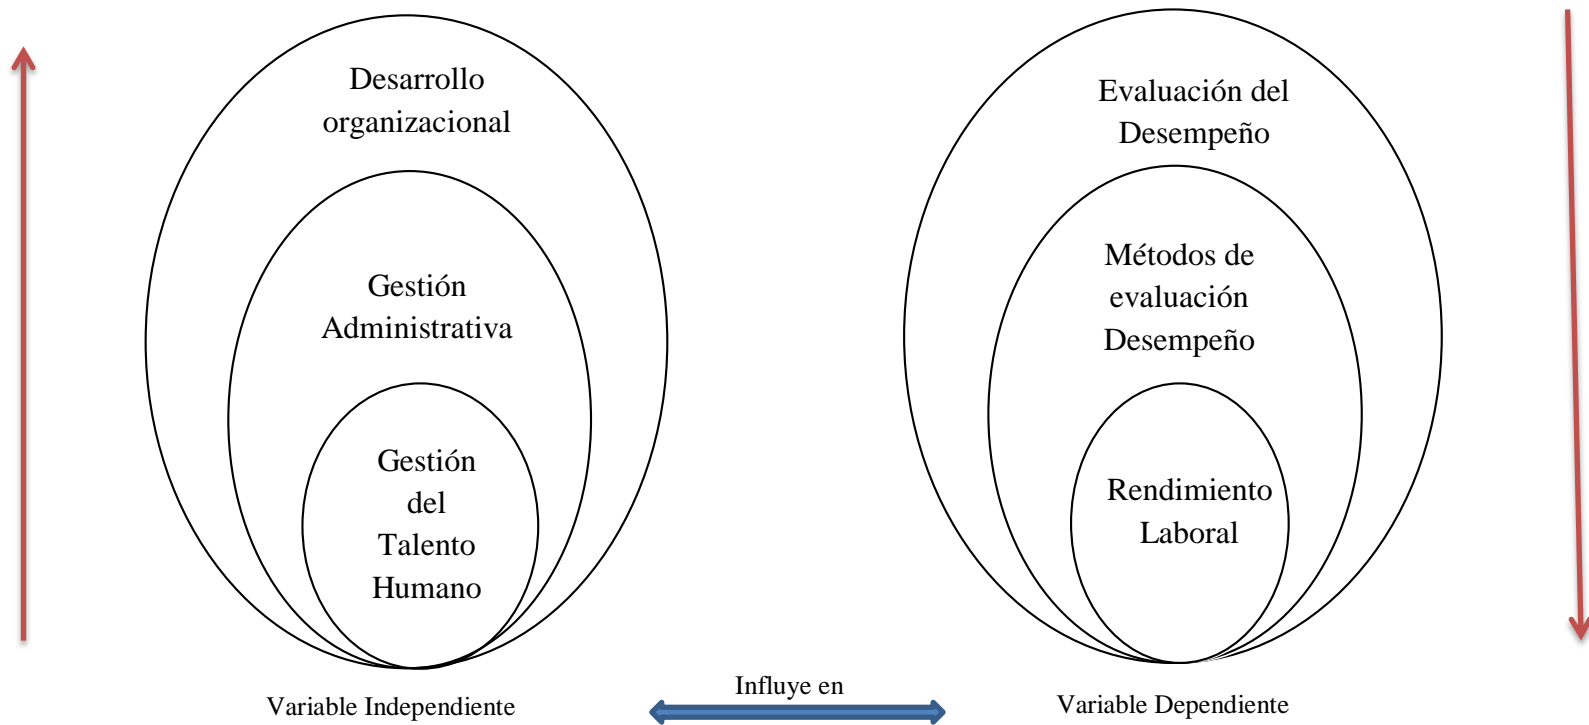 Desarrollo
organizacional
Gestión
Administrativa
Gestión
del
Talento
Humano
Variable Independiente
Influye en
Evaluación del
Desempeño
Métodos de
evaluación
Desempeño
Rendimiento
Laboral
Variable Dependiente